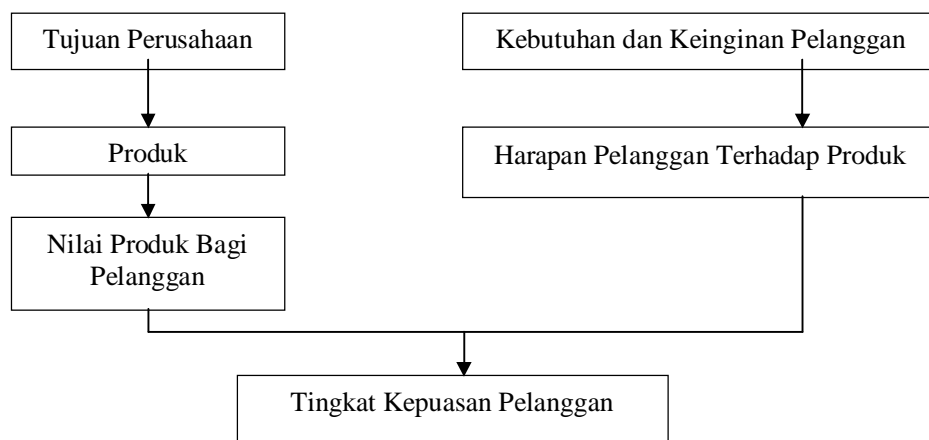 Tujuan Perusahaan
Kebutuhan dan Keinginan Pelanggan
Produk
Harapan Pelanggan Terhadap Produk
Nilai Produk Bagi
Pelanggan
Tingkat Kepuasan Pelanggan